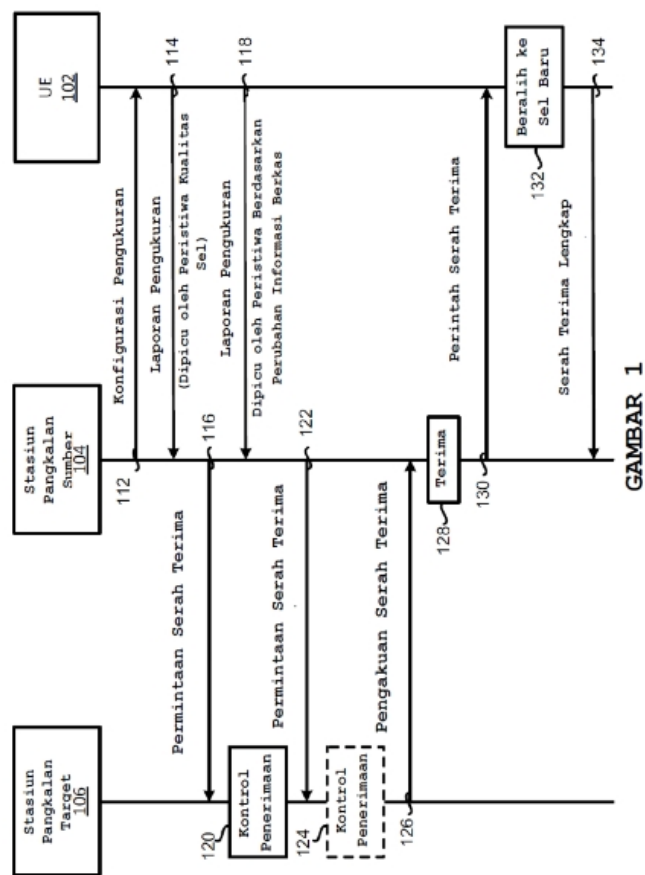 UE
102
Stasiun
Pangkalan
Sumber
104
Stasiun
Pangkalan
Target
106
112
Konfigurasi Pengukuran
114
Laporan Pengukuran
(Dipicu oleh Peristiwa Kualitas
Sel)
116
Permintaan Serah Terima
118
Laporan Pengukuran
Dipicu oleh Peristiwa Berdasarkan
Perubahan Informasi Berkas
120
Kontrol
Penerimaan
122
Permintaan Serah Terima
124
Kontrol
Penerimaan
126
Pengakuan Serah Terima
128
Terima
130
Perintah Serah Terima
132
Beralih ke
Sel Baru
134
Serah Terima Lengkap
GAMBAR 1